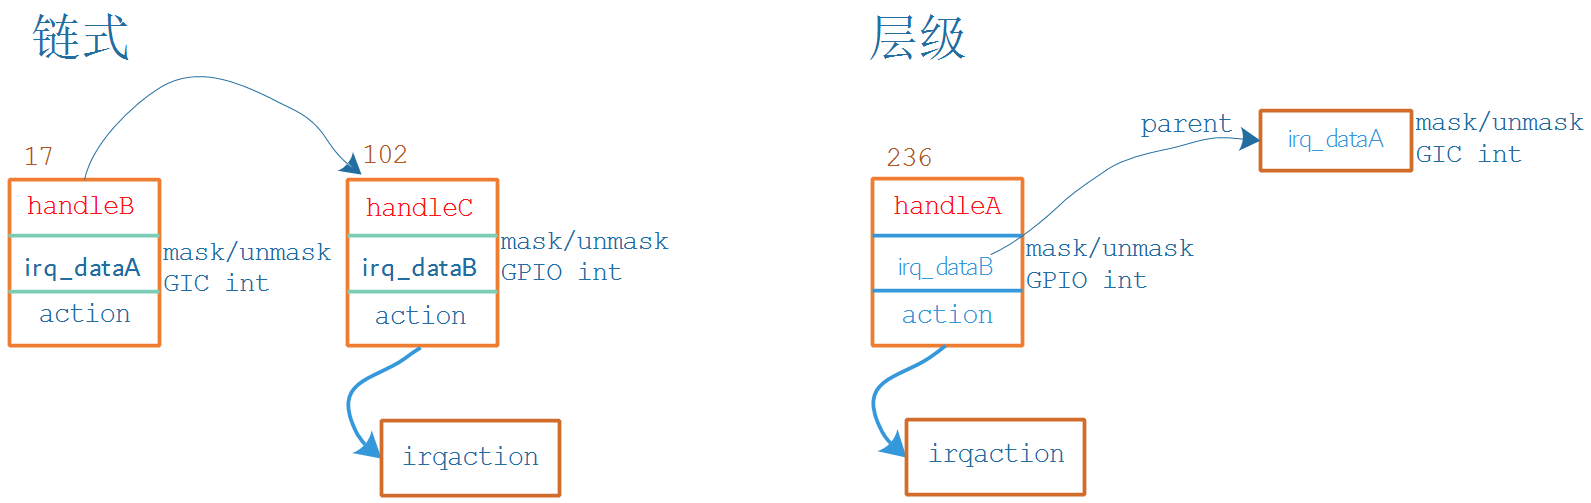 链式
17
handleB
irq_dataA
action
mask/unmask
GIC int
102
handleC
irq_dataB
action
mask/unmask
GPIO int
irqaction
层级
236
handleA
irq_dataB
action
mask/unmask
GPIO int
irqaction
parent
irq_dataA
mask/unmask
GIC int